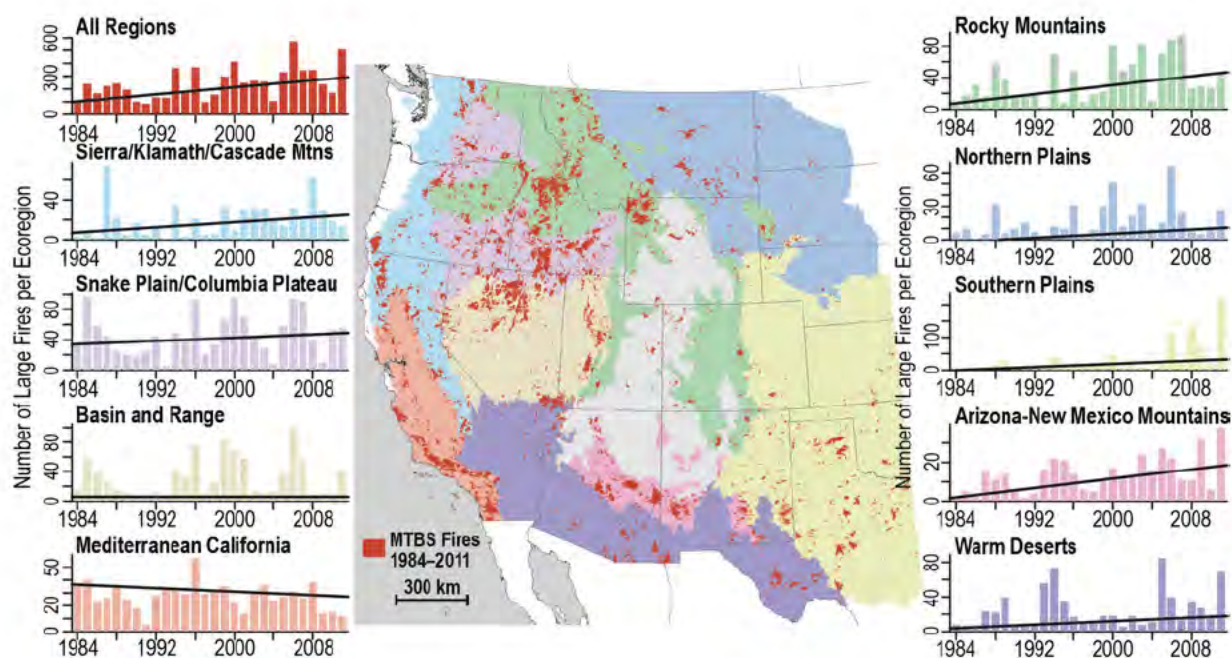 All Regions
600
300
0
1984 1992 2000 2008
Sierra/Klamath/Cascade Mtns
40
0
1984 1992 2000 2008
Snake Plain/Columbia Plateau
80
40
0
1984 1992 2000 2008
Basin and Range
80
40
0
1984 1992 2000 2008
Mediterranean California
50
20
0
1984 1992 2000 2008
Number of Large Fires per Ecoregion
MTBS Fires
1984–2011
300 km
Number of Large Fires per Ecoregion
Rocky Mountains
80
40
0
1984 1992 2000 2008
Northern Plains
60
30
0
1984 1992 2000 2008
Southern Plains
100
0
1984 1992 2000 2008
Arizona-New Mexico Mountains
20
0
1984 1992 2000 2008
Warm Deserts
80
40
0
1984 1992 2000 2008